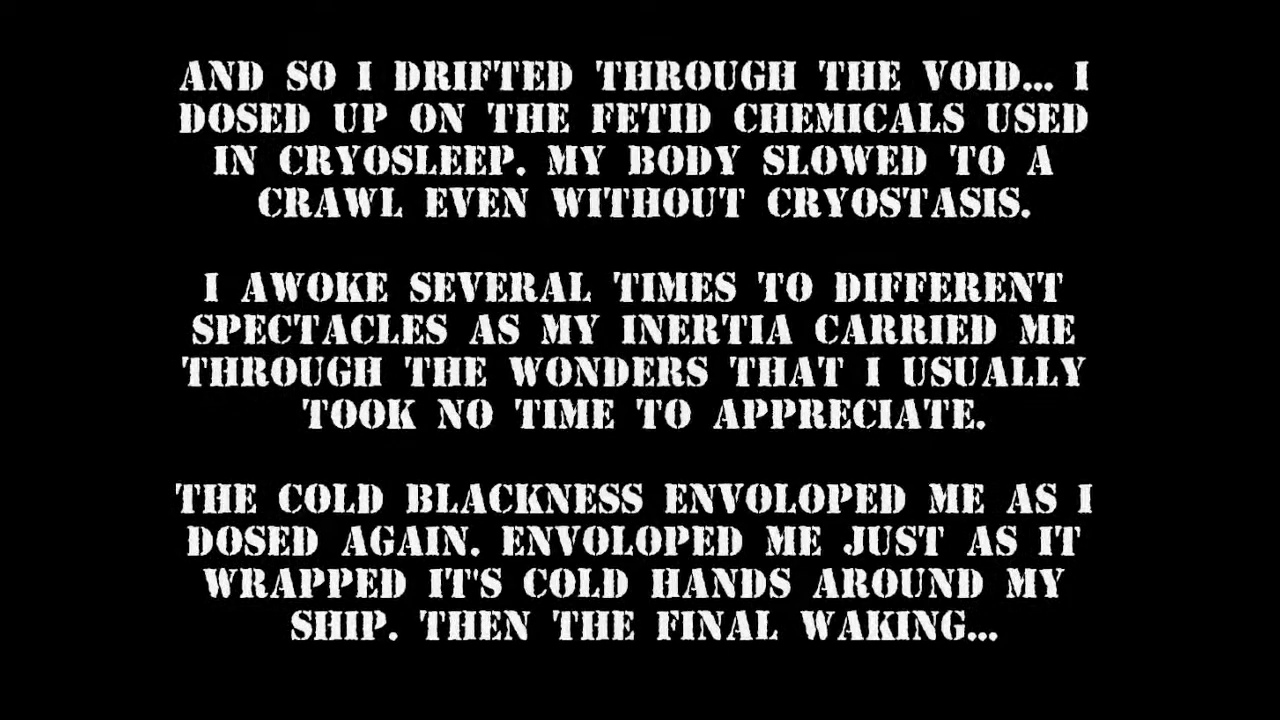 AND SO I DRIFTED THROUGH THE VOID... I
DOSED UP ON THE FETID CHEMICALS USED
IN CRYOSLEEP. MY BODY SLOWED TO A
CRAWL EVEN WITHOUT CRYOSTASIS.
I AWOKE SEVERAL TIMES TO DIFFERENT
SPECTACLES AS MY INERTIA CARRIED ME
THROUGH THE WONDERS THAT I USUALLY
TOOK NO TIME TO APPRECIATE.
THE COLD BLACKNESS ENVOLOPED ME AS I
DOSED AGAIN. ENVOLOPED ME JUST AS IT
WRAPPED IT'S COLD HANDS AROUND MY
SHIP. THEN THE FINAL WAKING...